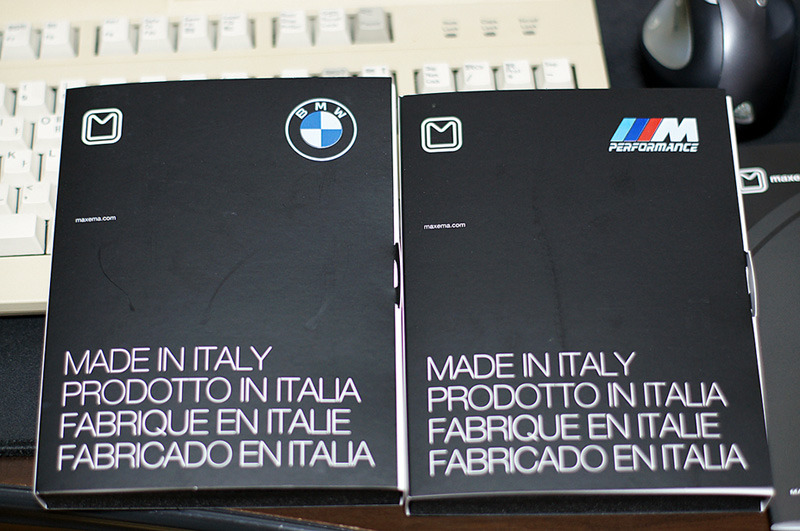 BMW
maxema.com
MADE IN ITALY
PRODOTTO IN ITALIA
FABRIQUE EN ITALIE
FABRICADO EN ITALIA
M
PERFORMANCE
maxema.com
MADE IN ITALY
PRODOTTO IN ITALIA
FABRIQUE EN ITALIE
FABRICADO EN ITALIA
maxema